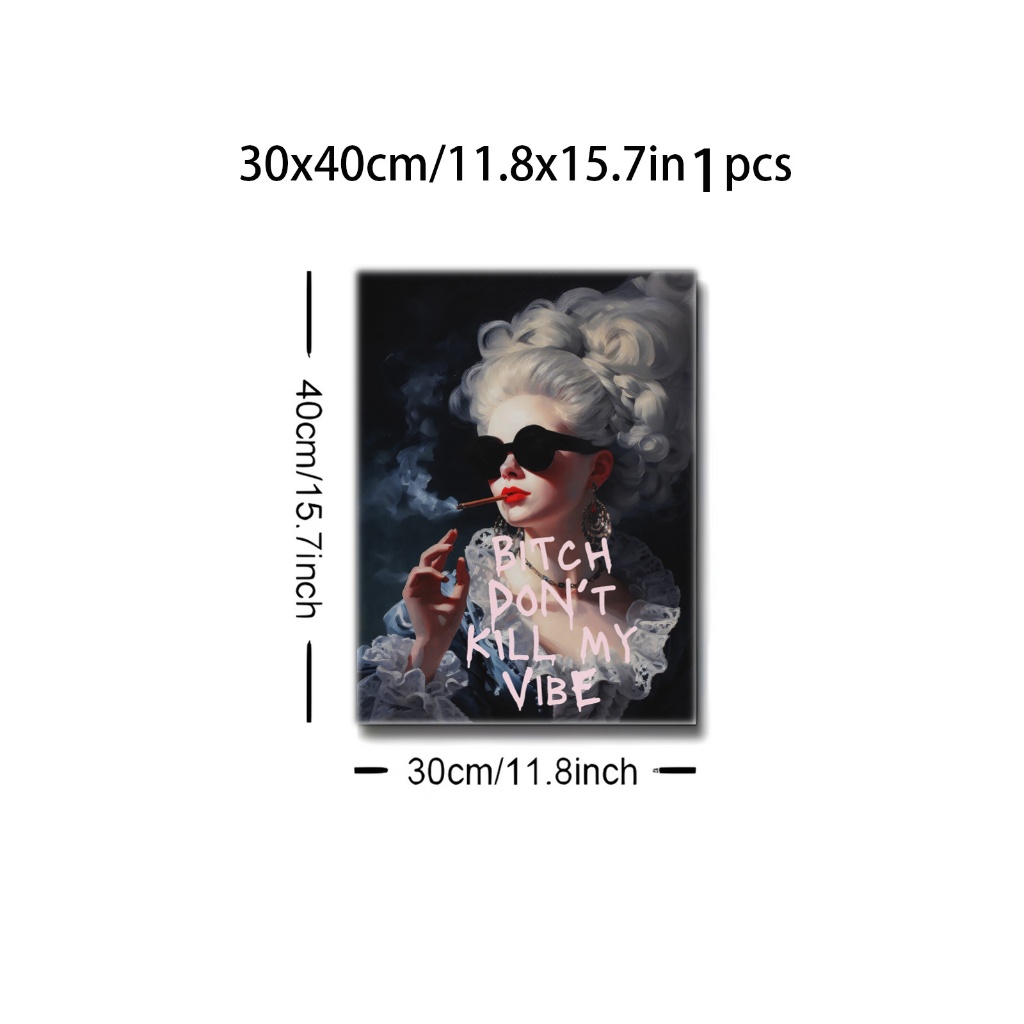 30x40cm/11.8x15.7in 1 pcs
40cm/15.7inch
BITCH
DON'T
KILL MY
VIBE
30cm/11.8inch